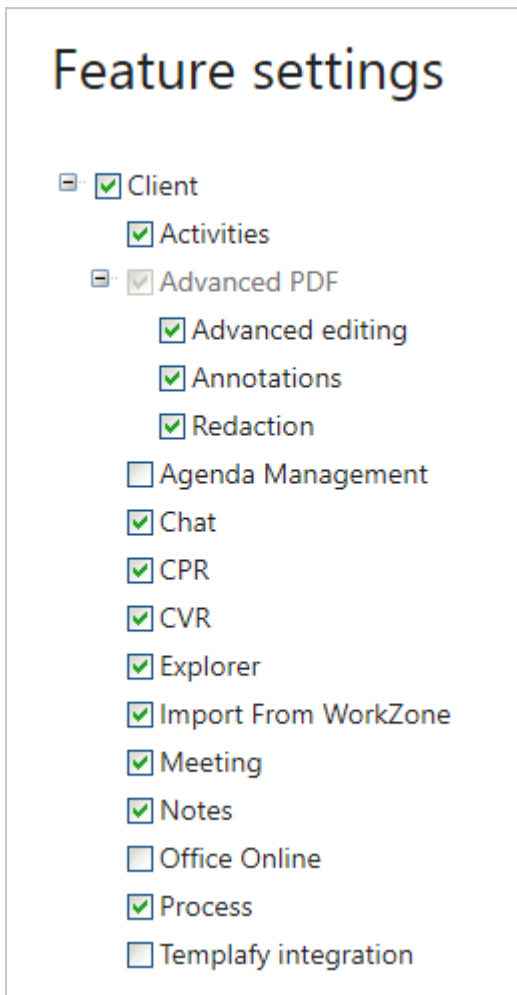 Feature settings
Client
Activities
Advanced PDF
Advanced editing
Annotations
Redaction
Agenda Management
Chat
CPR
CVR
Explorer
Import From WorkZone
Meeting
Notes
Office Online
Process
Templafy integration